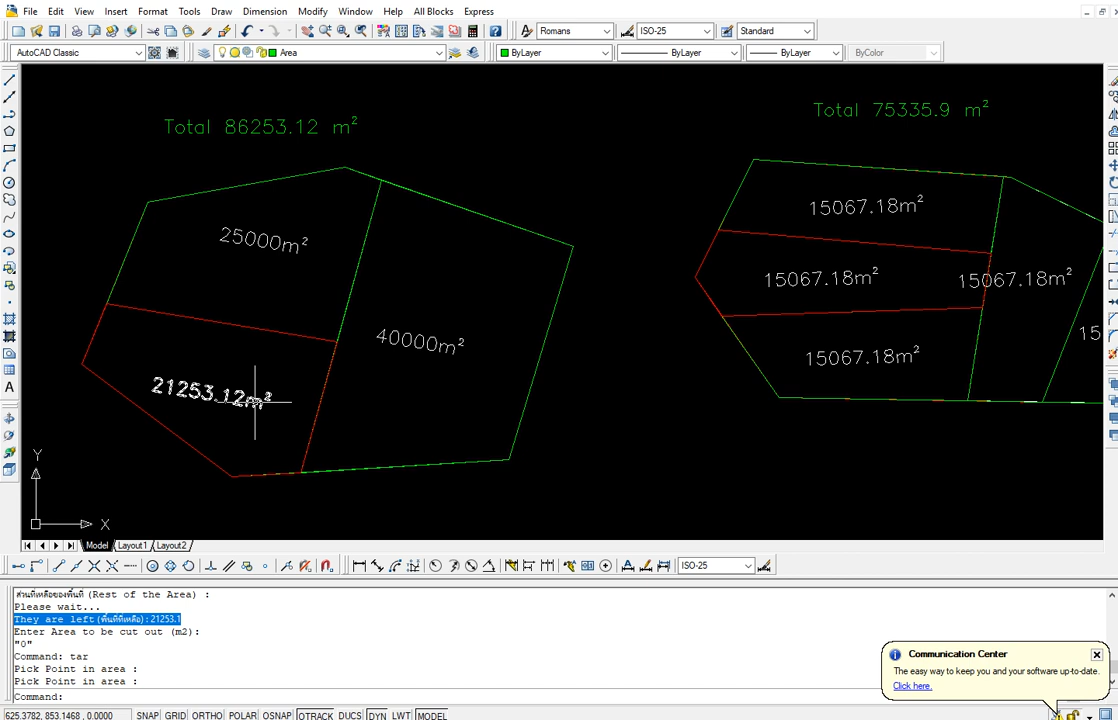 File Edit View Insert Format Tools Draw Dimension Modify Window Help All Blocks Express
Romans ISO-25 Standard
AutoCAD Classic Area ByLayer ByLayer ByLayer ByColor
Total 86253.12 m²
Total 75335.9 m²
25000m²
15067.18m²
15067.18m²
15067.18m²
40000m²
15
15067.18m²
21253.12m²
Y
X
Model Layout1 Layout2
ISO-25
ส่วนที่เหลือของพื้นที่ (Rest of the Area) :
Please wait...
They are left (พื้นที่ที่เหลือ) : 21253.1
Enter Area to be cut out (m2):
"0"
Command: tar
Pick Point in area :
Pick Point in area :
Command:
Communication Center
The easy way to keep you and your software up-to-date.
Click here.
625.3782, 853.1468 , 0.0000 SNAP GRID ORTHO POLAR OSNAP OTRACK DUCS DYN LWT MODEL